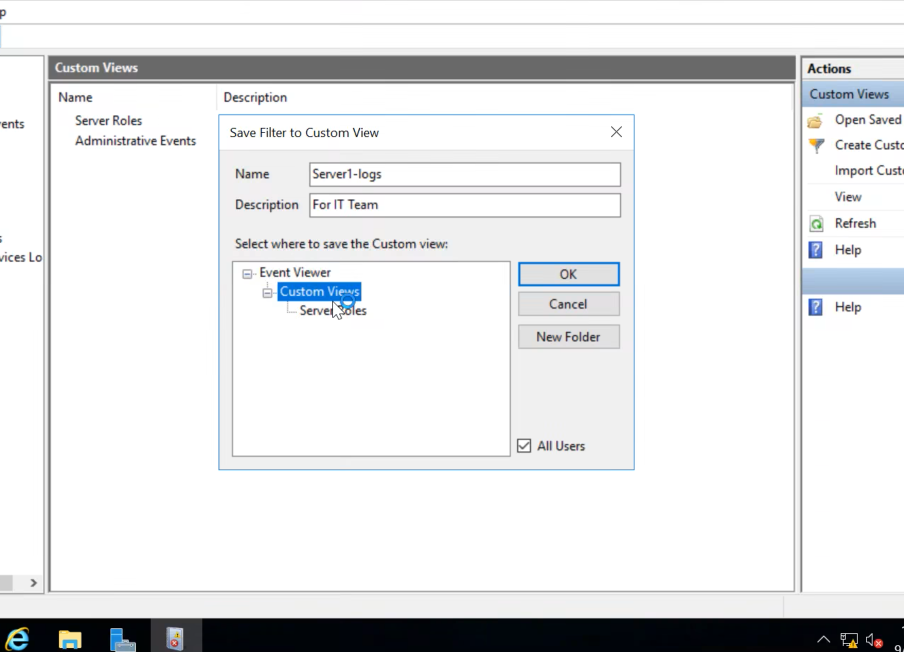 p
Custom Views
Actions
Name
Description
Custom Views
Server Roles
Open Saved
ents
Save Filter to Custom View
Administrative Events
Create Custo
Name
Server1-logs
Import Custo
View
Description
For IT Team
Refresh
s
Select where to save the Custom view:
Help
vices Lo
Event Viewer
OK
Custom Views
Cancel
Server Roles
Help
New Folder
All Users